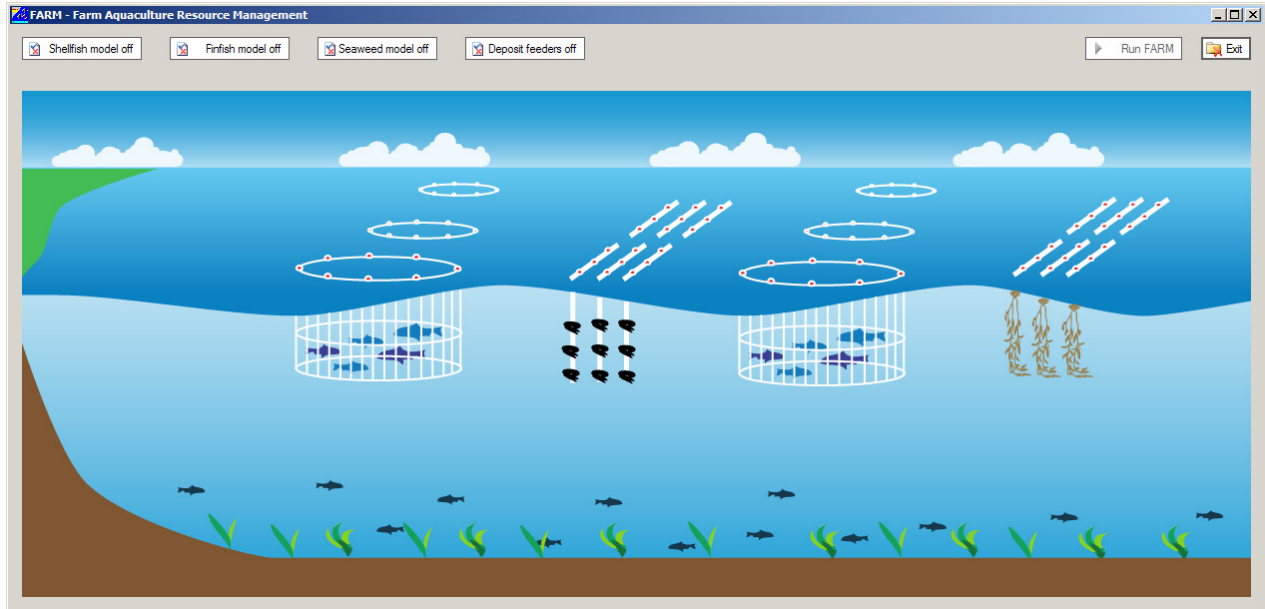 FARM - Farm Aquaculture Resource Management
Shellfish model off
Finfish model off
Seaweed model off
Deposit feeders off
Run FARM
Exit